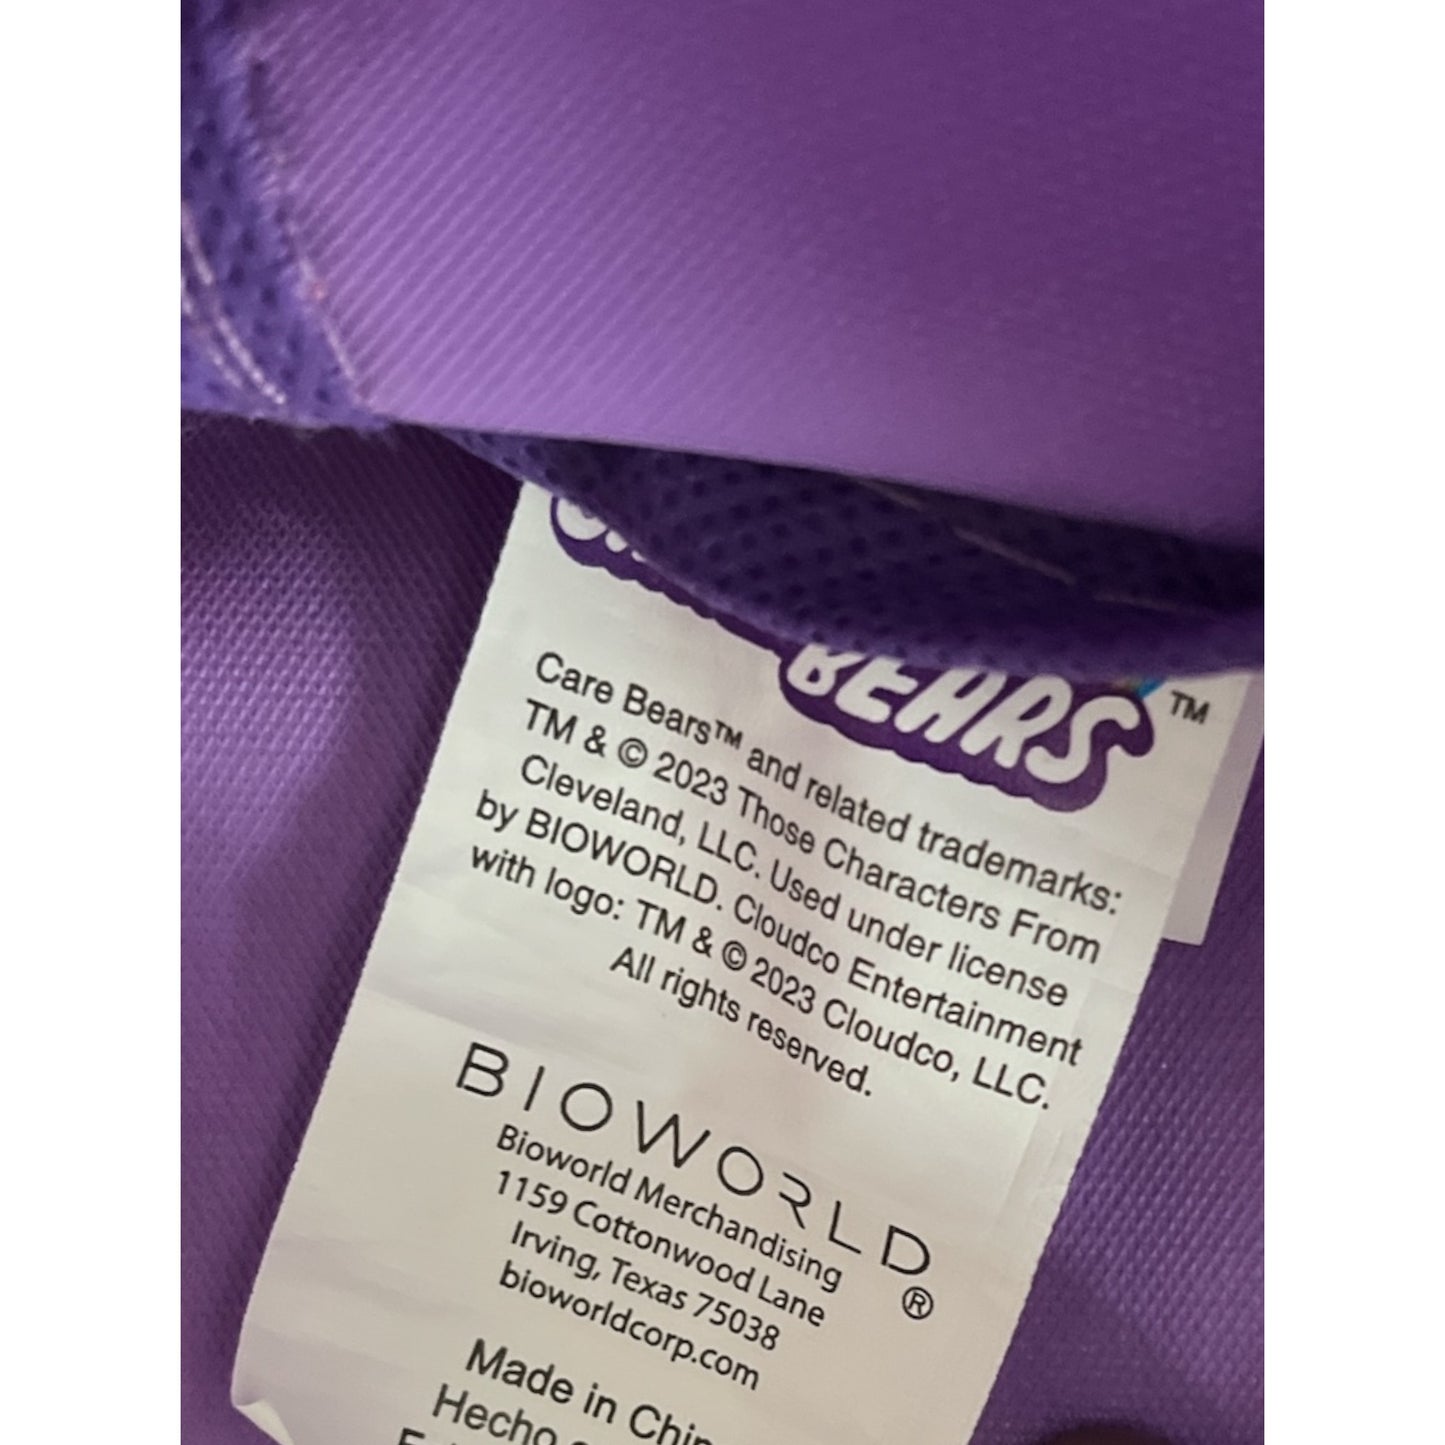 BEARS™
Care Bears™ and related trademarks:
TM & © 2023 Those Characters From
Cleveland, LLC. Used under license
by BIOWORLD. Cloudco Entertainment
with logo: TM & © 2023 Cloudco, LLC.
All rights reserved.
BIOWORLD®
Bioworld Merchandising
1159 Cottonwood Lane
Irving, Texas 75038
bioworldcorp.com
Made in
Hecho